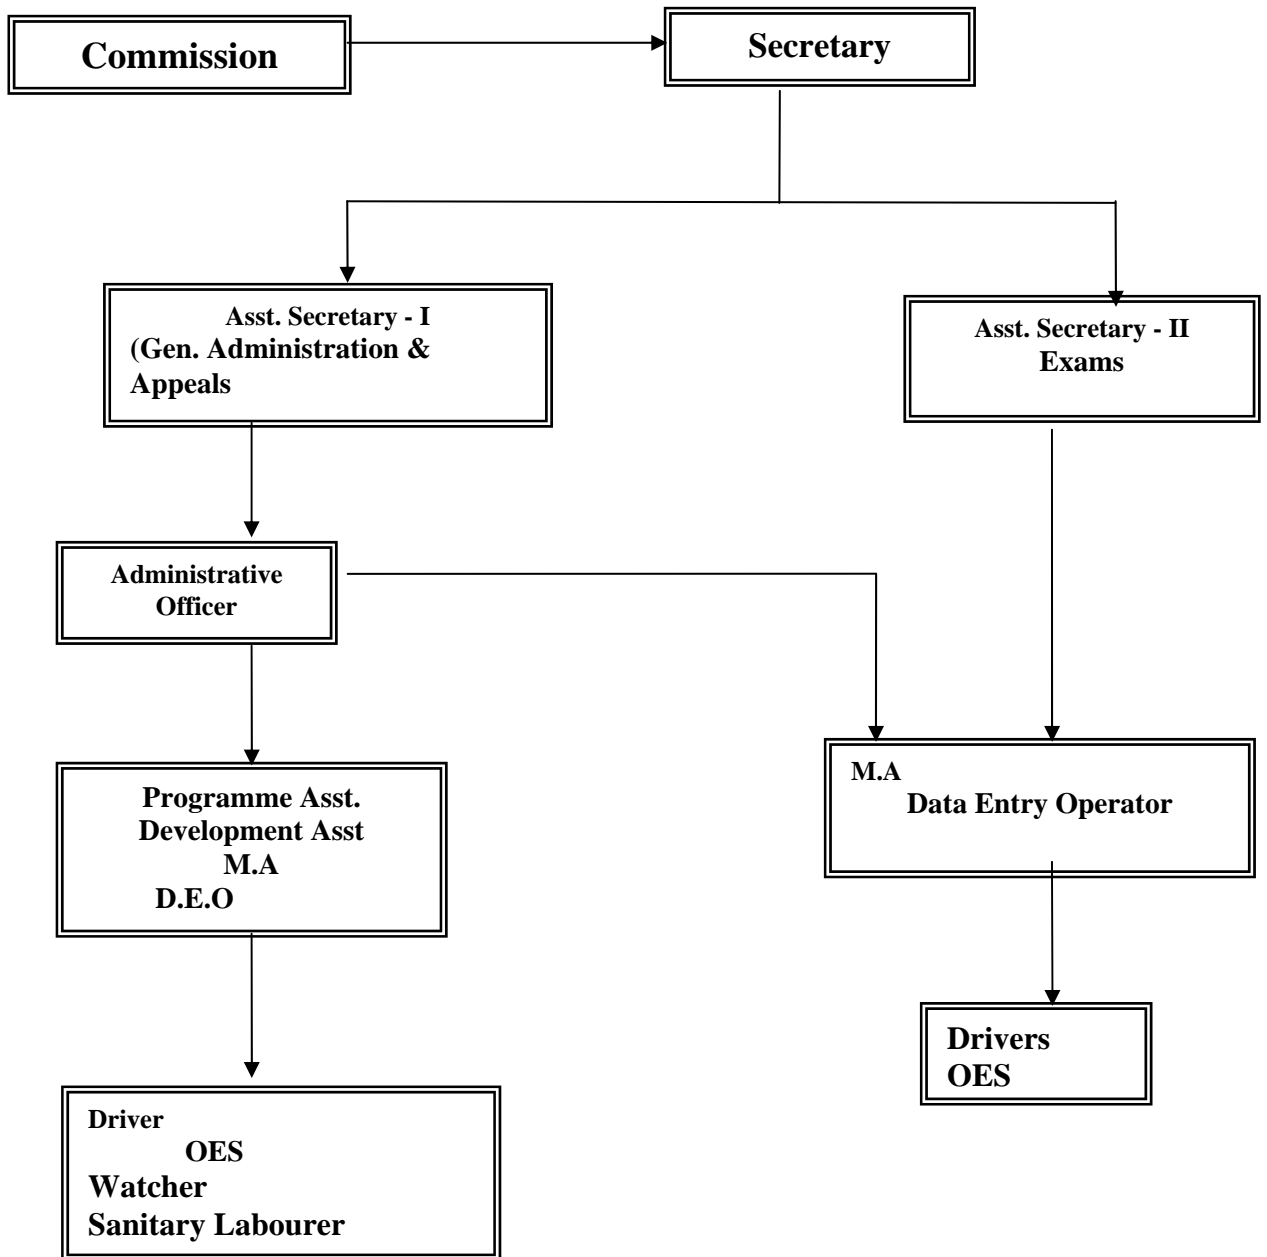 Commission
Secretary
Asst. Secretary - I
(Gen. Administration &
Appeals
Asst. Secretary - II
Exams
Administrative
Officer
Programme Asst.
Development Asst
M.A
D.E.O
M.A
Data Entry Operator
Drivers
OES
Driver
OES
Watcher
Sanitary Labourer